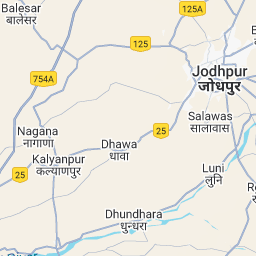 Balesar
बालेसर
125A
125
Jodhpur
जोधपुर
754A
Salawas
सालावास
Nagana
नागाणा
25
Dhawa
धावा
Kalyanpur
कल्याणपुर
25
Luni
लुनि
Dhundhara
धुन्धरा